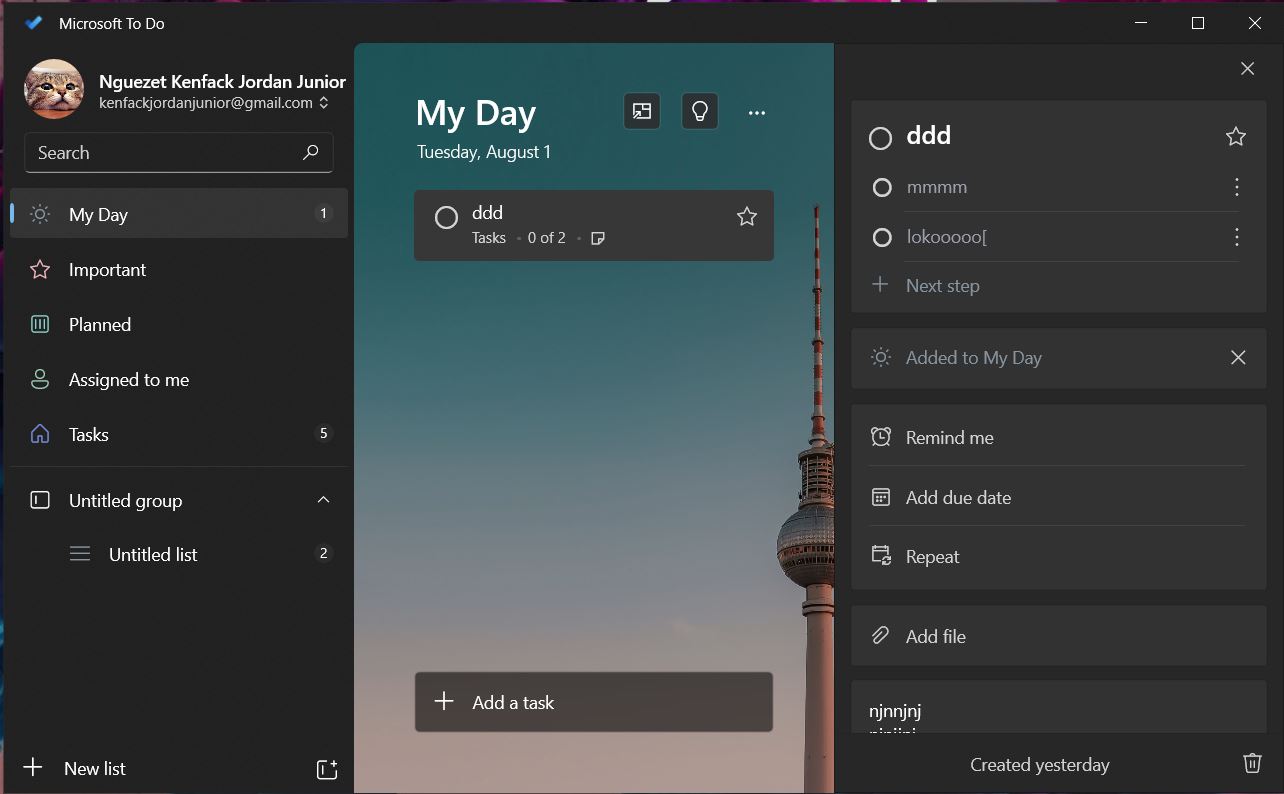 Microsoft To Do
Nguezet Kenfack Jordan Junior
kenfackjordanjunior@gmail.com
Search
My Day 1
Important
Planned
Assigned to me
Tasks 5
Untitled group
Untitled list 2
New list
My Day
Tuesday, August 1
ddd
Tasks • 0 of 2 •
Add a task
ddd
mmmm
lokooooo[
Next step
Added to My Day
Remind me
Add due date
Repeat
Add file
njnnjnj
Created yesterday